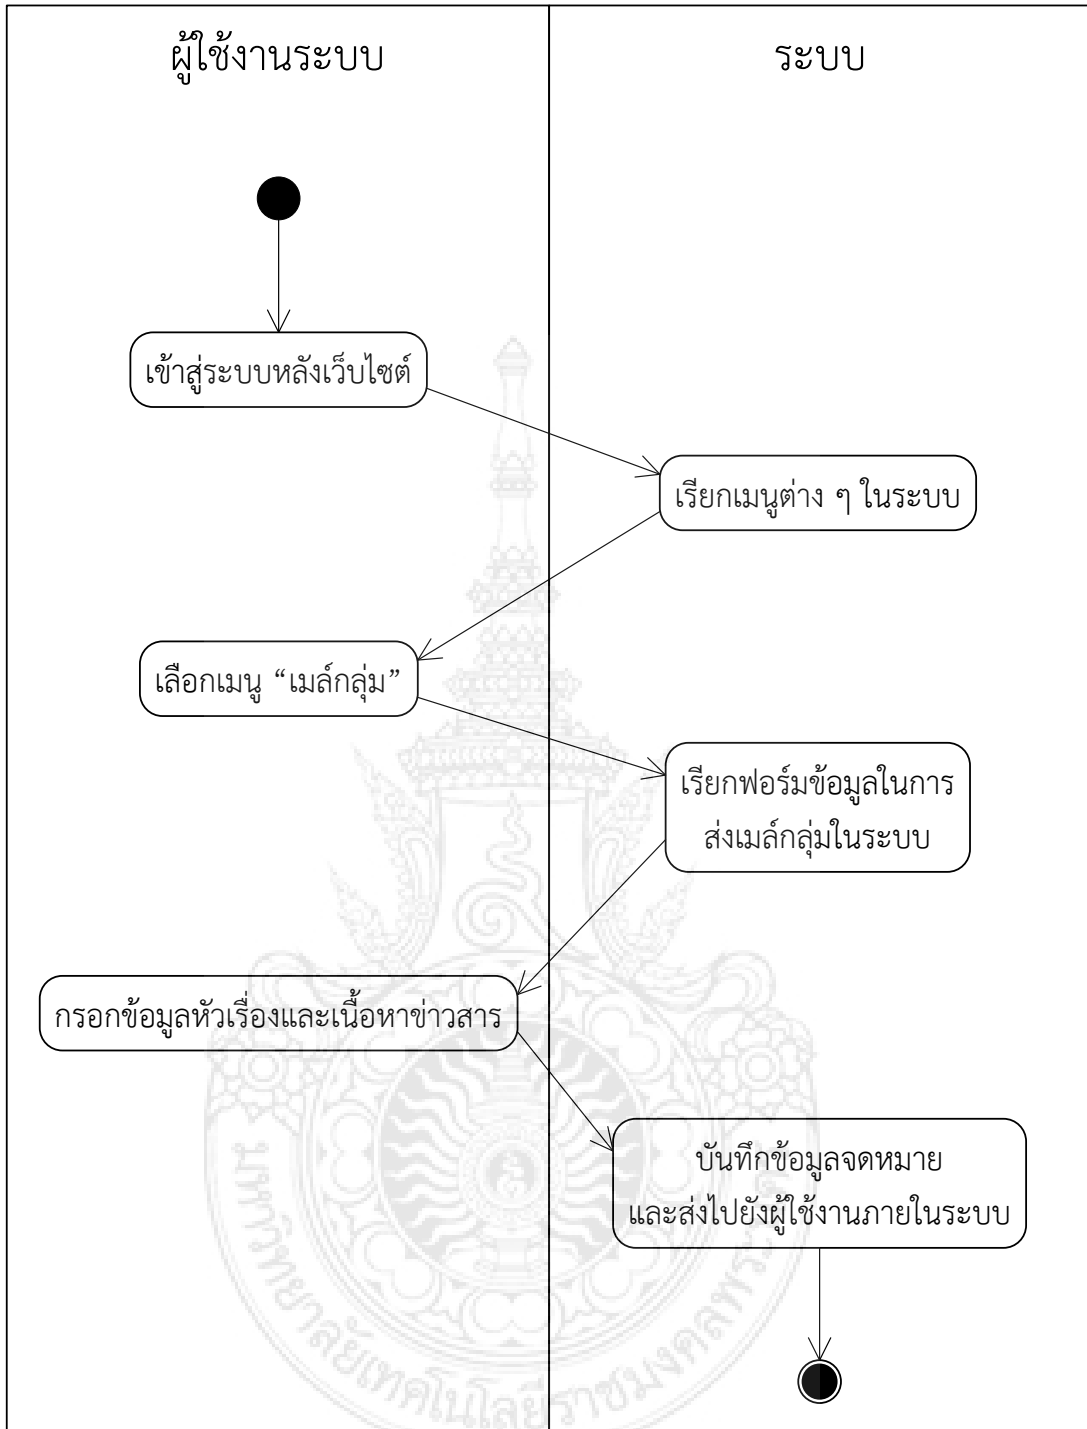 ผู้ใช้งานระบบ
ระบบ
เข้าสู่ระบบหลังเว็บไซต์
เรียกเมนูต่าง ๆ ในระบบ
เลือกเมนู “เมล์กลุ่ม”
เรียกฟอร์มข้อมูลในการ
ส่งเมล์กลุ่มในระบบ
กรอกข้อมูลหัวเรื่องและเนื้อหาข่าวสาร
บันทึกข้อมูลจดหมาย
และส่งไปยังผู้ใช้งานภายในระบบ